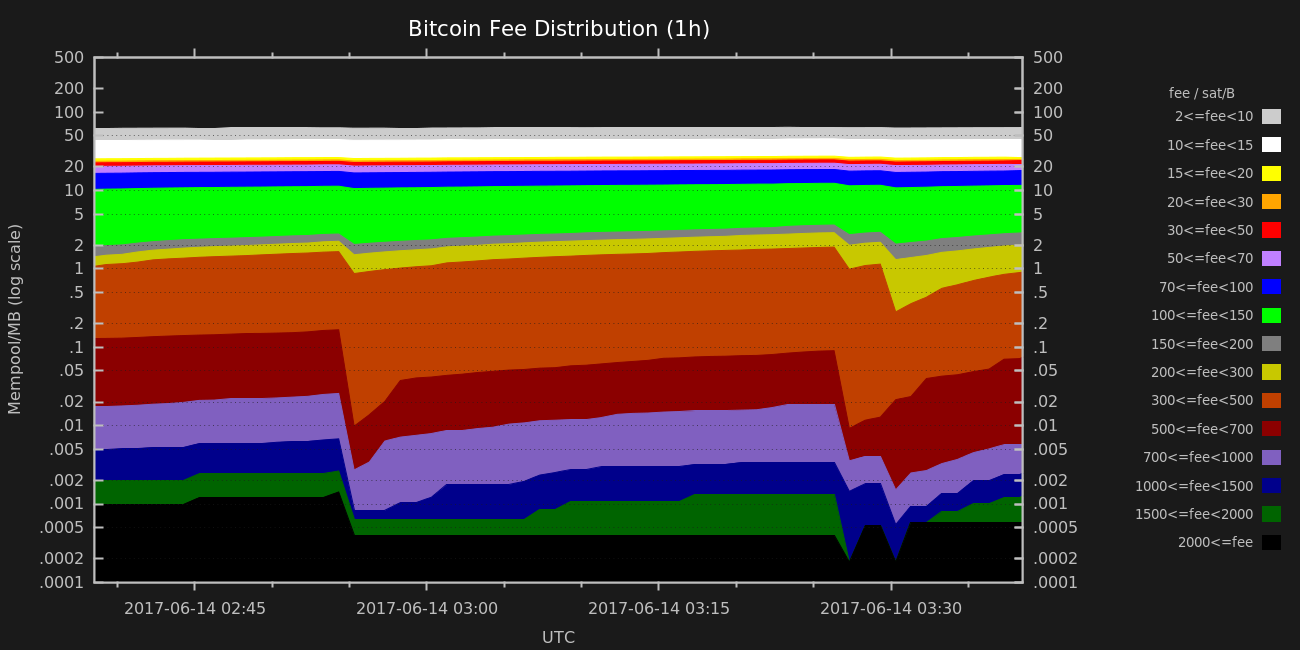 Bitcoin Fee Distribution (1h)
Mempool/MB (log scale)
500
200
100
50
20
10
5
2
1
.5
.2
.1
.05
.02
.01
.005
.002
.001
.0005
.0002
.0001
500
200
100
50
20
10
5
2
1
.5
.2
.1
.05
.02
.01
.005
.002
.001
.0005
.0002
.0001
2017-06-14 02:45
2017-06-14 03:00
2017-06-14 03:15
2017-06-14 03:30
UTC
fee / sat/B
2<=fee<10
10<=fee<15
15<=fee<20
20<=fee<30
30<=fee<50
50<=fee<70
70<=fee<100
100<=fee<150
150<=fee<200
200<=fee<300
300<=fee<500
500<=fee<700
700<=fee<1000
1000<=fee<1500
1500<=fee<2000
2000<=fee